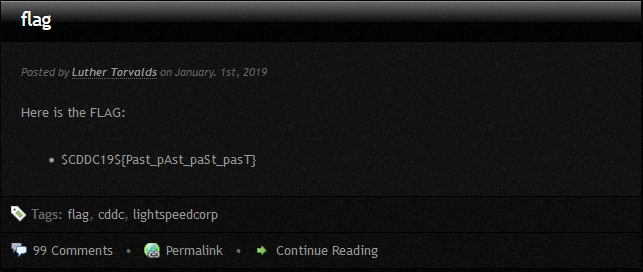 flag
Posted by Luther Torvalds on January. 1st, 2019
Here is the FLAG:
• $CDDC19${Past_pAst_paSt_pasT}
Tags: flag, cddc, lightspeedcorp
99 Comments • Permalink • Continue Reading